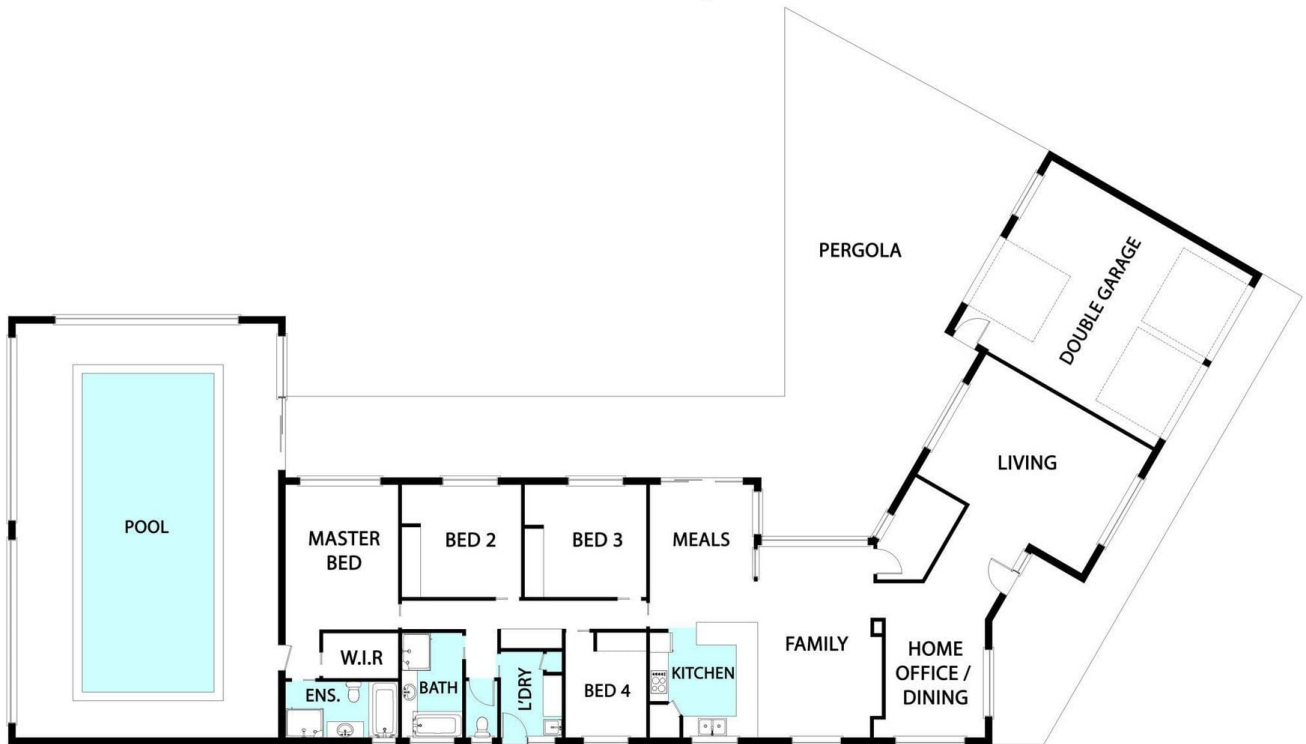 PERGOLA
DOUBLE GARAGE
LIVING
POOL
MASTER
BED
BED 2
BED 3
MEALS
W.I.R
ENS.
BATH
L'DRY
BED 4
KITCHEN
FAMILY
HOME
OFFICE /
DINING